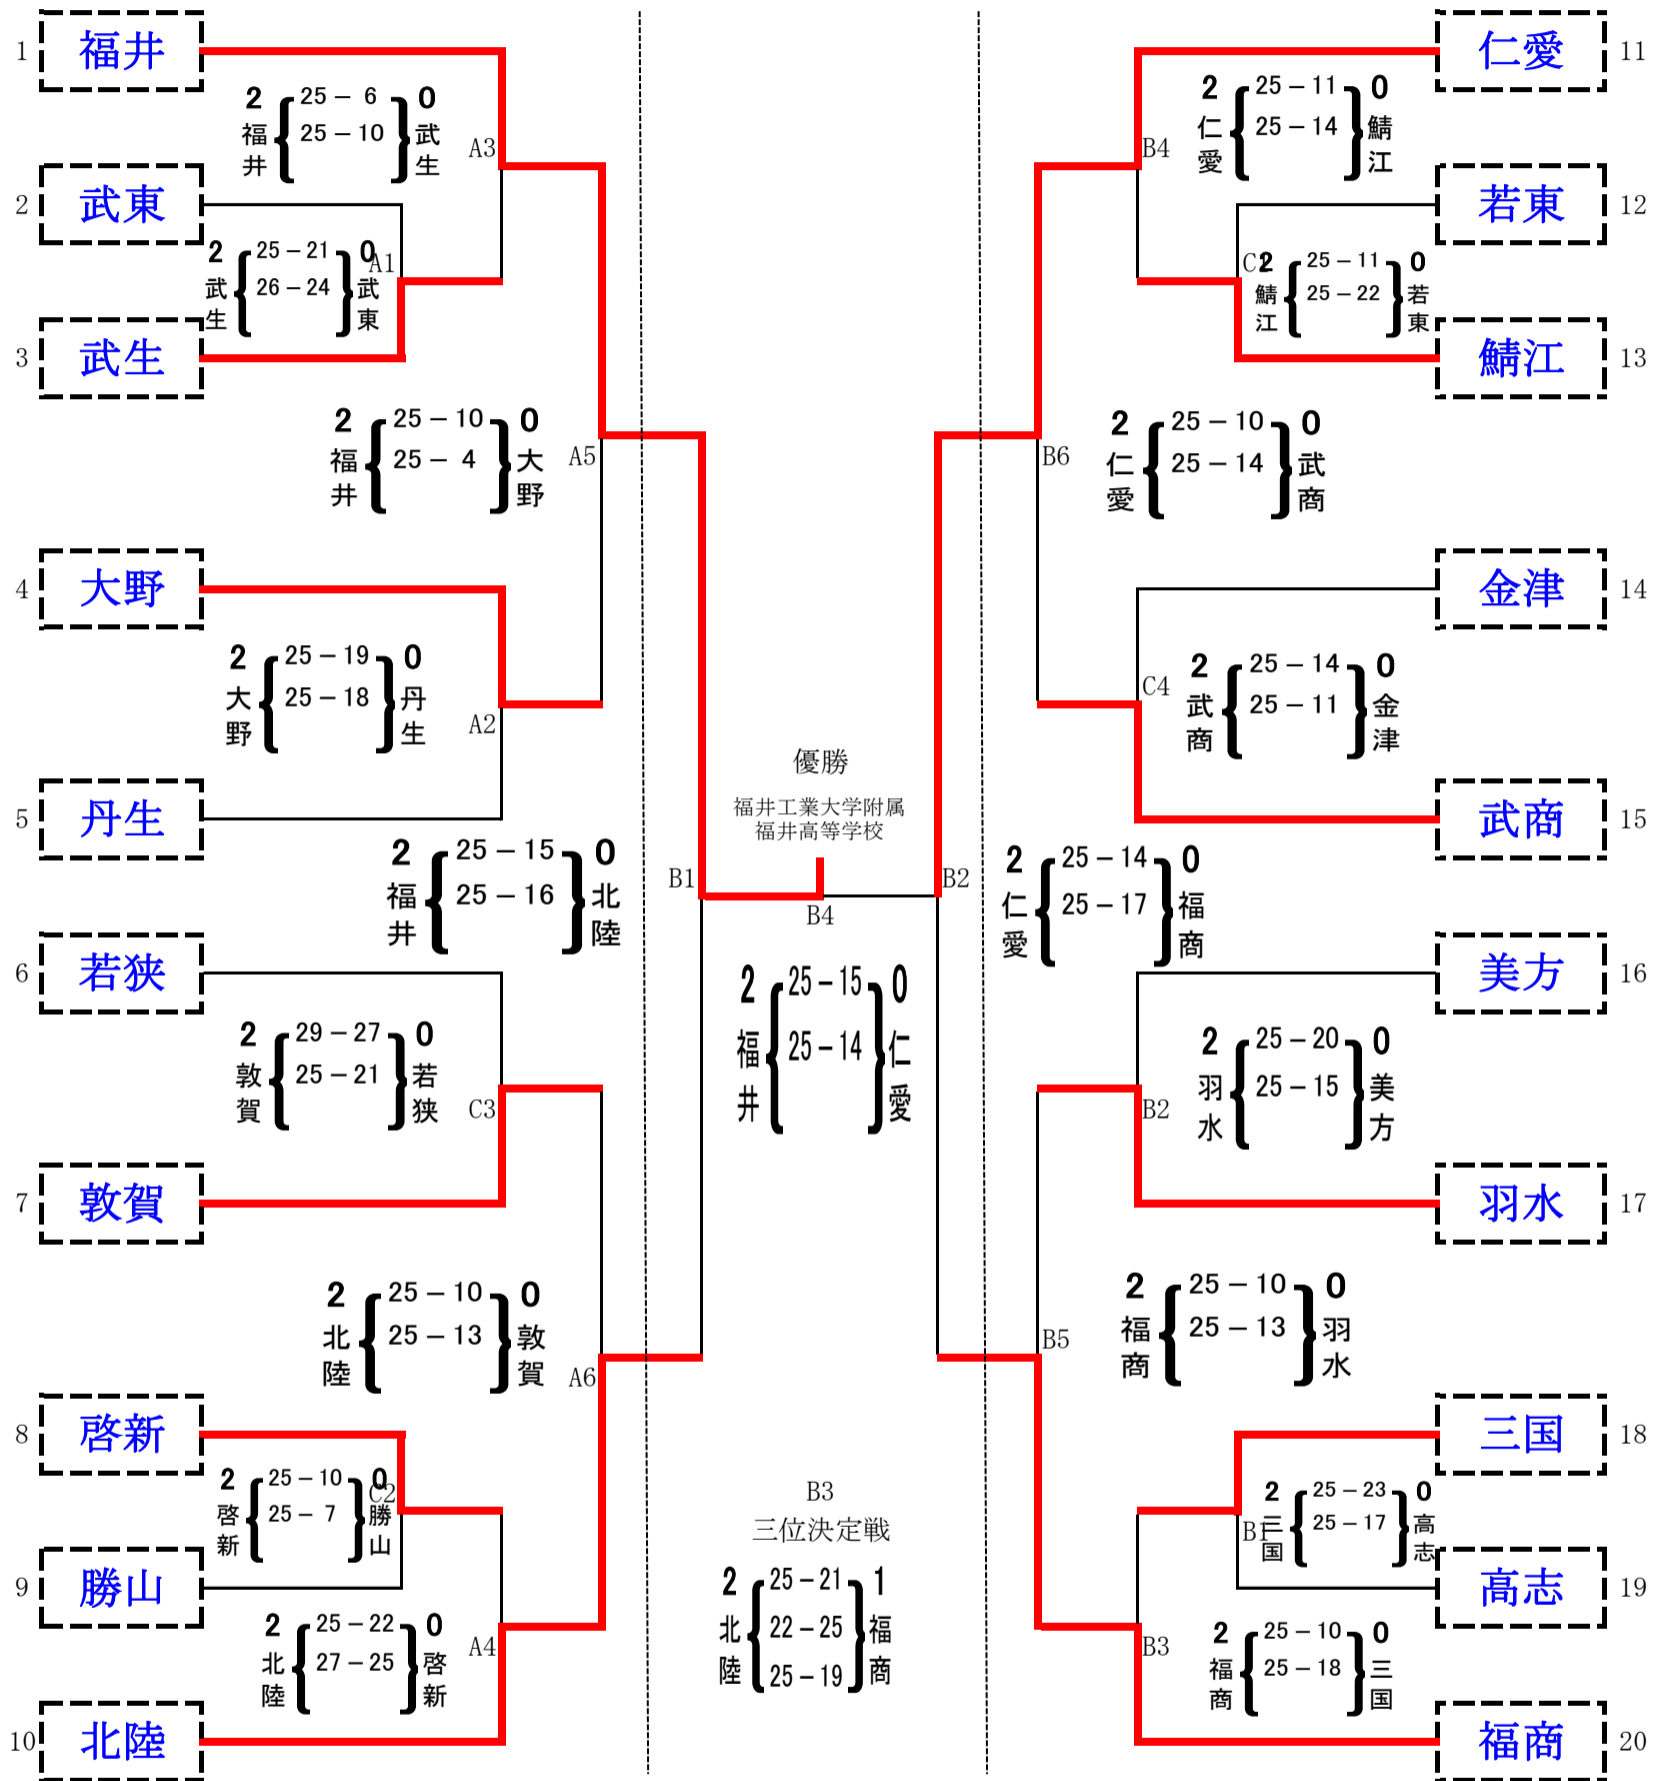 1 福井
2 { 25－6 25－10 } 0
福井 武生
A3
2 武東
2 { 25－21 26－24 } 0
武生 武東
A1
3 武生
2 { 25－10 25－4 } 0
福井 大野
A5
4 大野
2 { 25－19 25－18 } 0
大野 丹生
A2
5 丹生
2 { 25－15 25－16 } 0
福井 北陸
B1
6 若狭
2 { 29－27 25－21 } 0
敦賀 若狭
C3
7 敦賀
2 { 25－10 25－13 } 0
北陸 敦賀
A6
8 啓新
2 { 25－10 25－7 } 0
啓新 勝山
C2
9 勝山
2 { 25－22 27－25 } 0
北陸 啓新
A4
10 北陸
優勝
福井工業大学附属
福井高等学校
B4
2 { 25－15 25－14 } 0
福井 仁愛
B3
三位決定戦
2 { 25－21 22－25 25－19 } 1
北陸 福商
仁愛 11
2 { 25－11 25－14 } 0
仁愛 鯖江
B4
若東 12
2 { 25－11 25－22 } 0
鯖江 若東
鯖江 13
2 { 25－10 25－14 } 0
仁愛 武商
B6
金津 14
2 { 25－14 25－11 } 0
武商 金津
C4
武商 15
2 { 25－14 25－17 } 0
仁愛 福商
B2
美方 16
2 { 25－20 25－15 } 0
羽水 美方
B2
羽水 17
2 { 25－10 25－13 } 0
福商 羽水
B5
三国 18
2 { 25－23 25－17 } 0
三国 高志
B1
高志 19
2 { 25－10 25－18 } 0
福商 三国
B3
福商 20